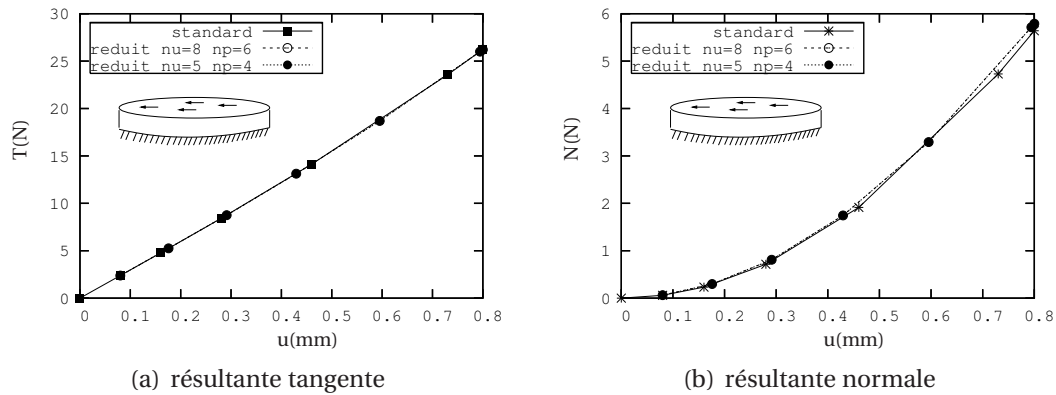 standard
reduit nu=8 np=6
reduit nu=5 np=4
T(N)
30
25
20
15
10
5
0
0 0.1 0.2 0.3 0.4 0.5 0.6 0.7 0.8
u(mm)
(a) résultante tangente
standard
reduit nu=8 np=6
reduit nu=5 np=4
N(N)
6
5
4
3
2
1
0
0 0.1 0.2 0.3 0.4 0.5 0.6 0.7 0.8
u(mm)
(b) résultante normale